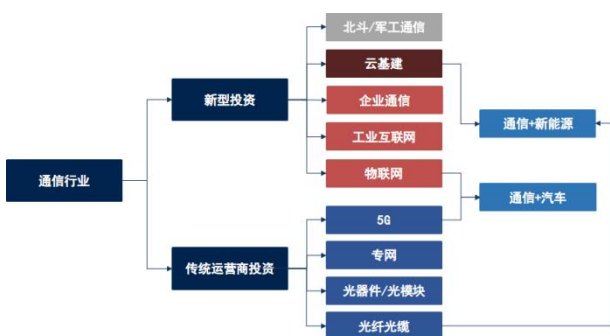 北斗/军工通信
云基建
新型投资
企业通信
通信+新能源
工业互联网
物联网
通信行业
通信+汽车
5G
专网
传统运营商投资
光器件/光模块
光纤光缆